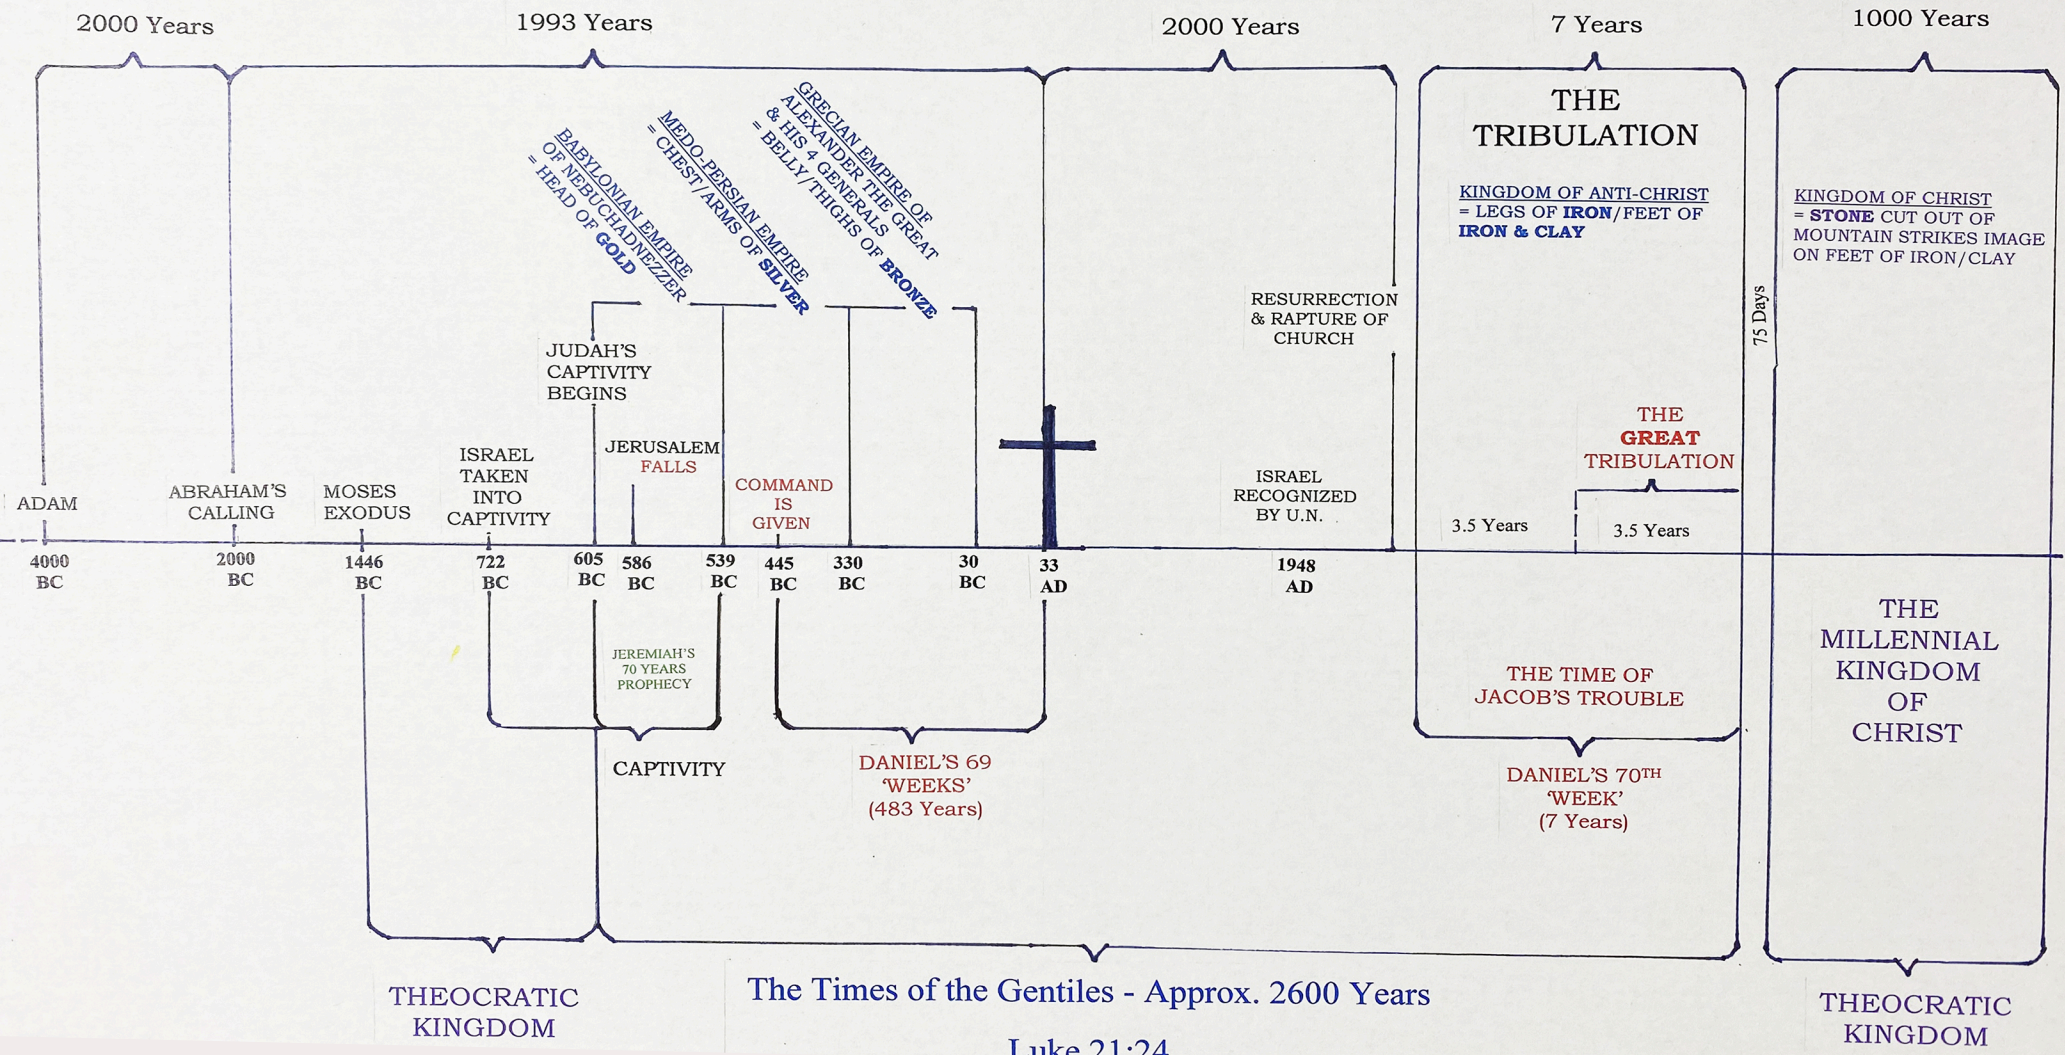 2000 Years
1993 Years
2000 Years
7 Years
1000 Years
BABYLONIAN EMPIRE
OF NEBUCHADNEZZER
= HEAD OF GOLD
MEDO-PERSIAN EMPIRE
= CHEST/ARMS OF SILVER
GRECIAN EMPIRE OF
ALEXANDER THE GREAT
& HIS 4 GENERALS
= BELLY/THIGHS OF BRONZE
THE
TRIBULATION
KINGDOM OF ANTI-CHRIST
= LEGS OF IRON/FEET OF
IRON & CLAY
75 Days
KINGDOM OF CHRIST
= STONE CUT OUT OF
MOUNTAIN STRIKES IMAGE
ON FEET OF IRON/CLAY
RESURRECTION
& RAPTURE OF
CHURCH
ADAM
ABRAHAM'S
CALLING
MOSES
EXODUS
ISRAEL
TAKEN
INTO
CAPTIVITY
JUDAH'S
CAPTIVITY
BEGINS
JERUSALEM
FALLS
COMMAND
IS
GIVEN
ISRAEL
RECOGNIZED
BY U.N.
THE
GREAT
TRIBULATION
3.5 Years
3.5 Years
4000
BC
2000
BC
1446
BC
722
BC
605
BC
586
BC
539
BC
445
BC
330
BC
30
BC
33
AD
1948
AD
JEREMIAH'S
70 YEARS
PROPHECY
CAPTIVITY
DANIEL'S 69
'WEEKS'
(483 Years)
THE TIME OF
JACOB'S TROUBLE
DANIEL'S 70TH
'WEEK'
(7 Years)
THE
MILLENNIAL
KINGDOM
OF
CHRIST
THEOCRATIC
KINGDOM
The Times of the Gentiles - Approx. 2600 Years
Luke 21:24
THEOCRATIC
KINGDOM